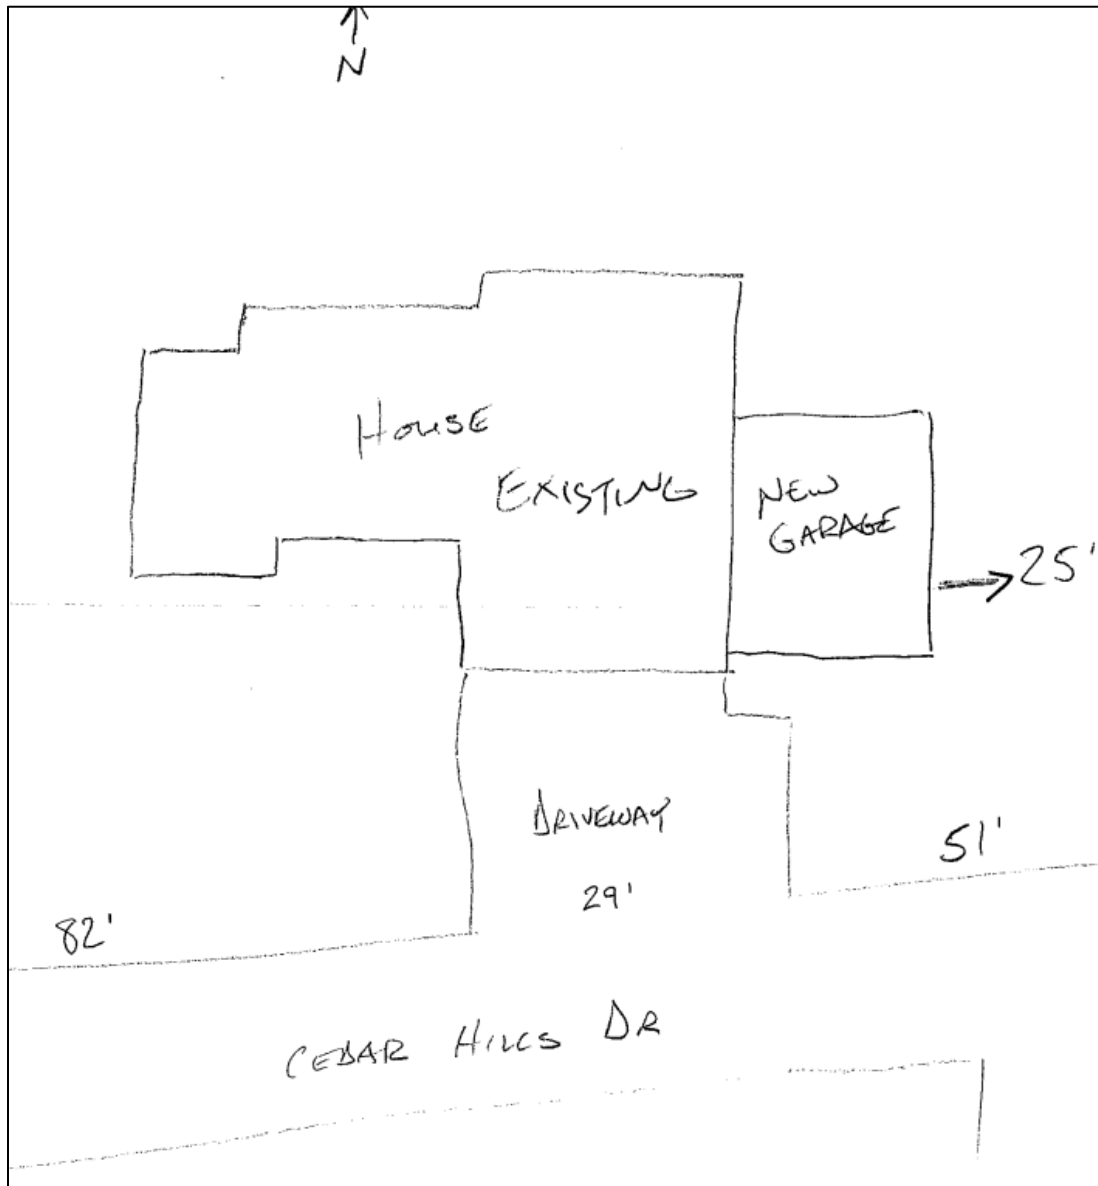 N
House
EXISTING
NEW
GARAGE
25'
DRIVEWAY
29'
51'
82'
CEDAR HILLS DR